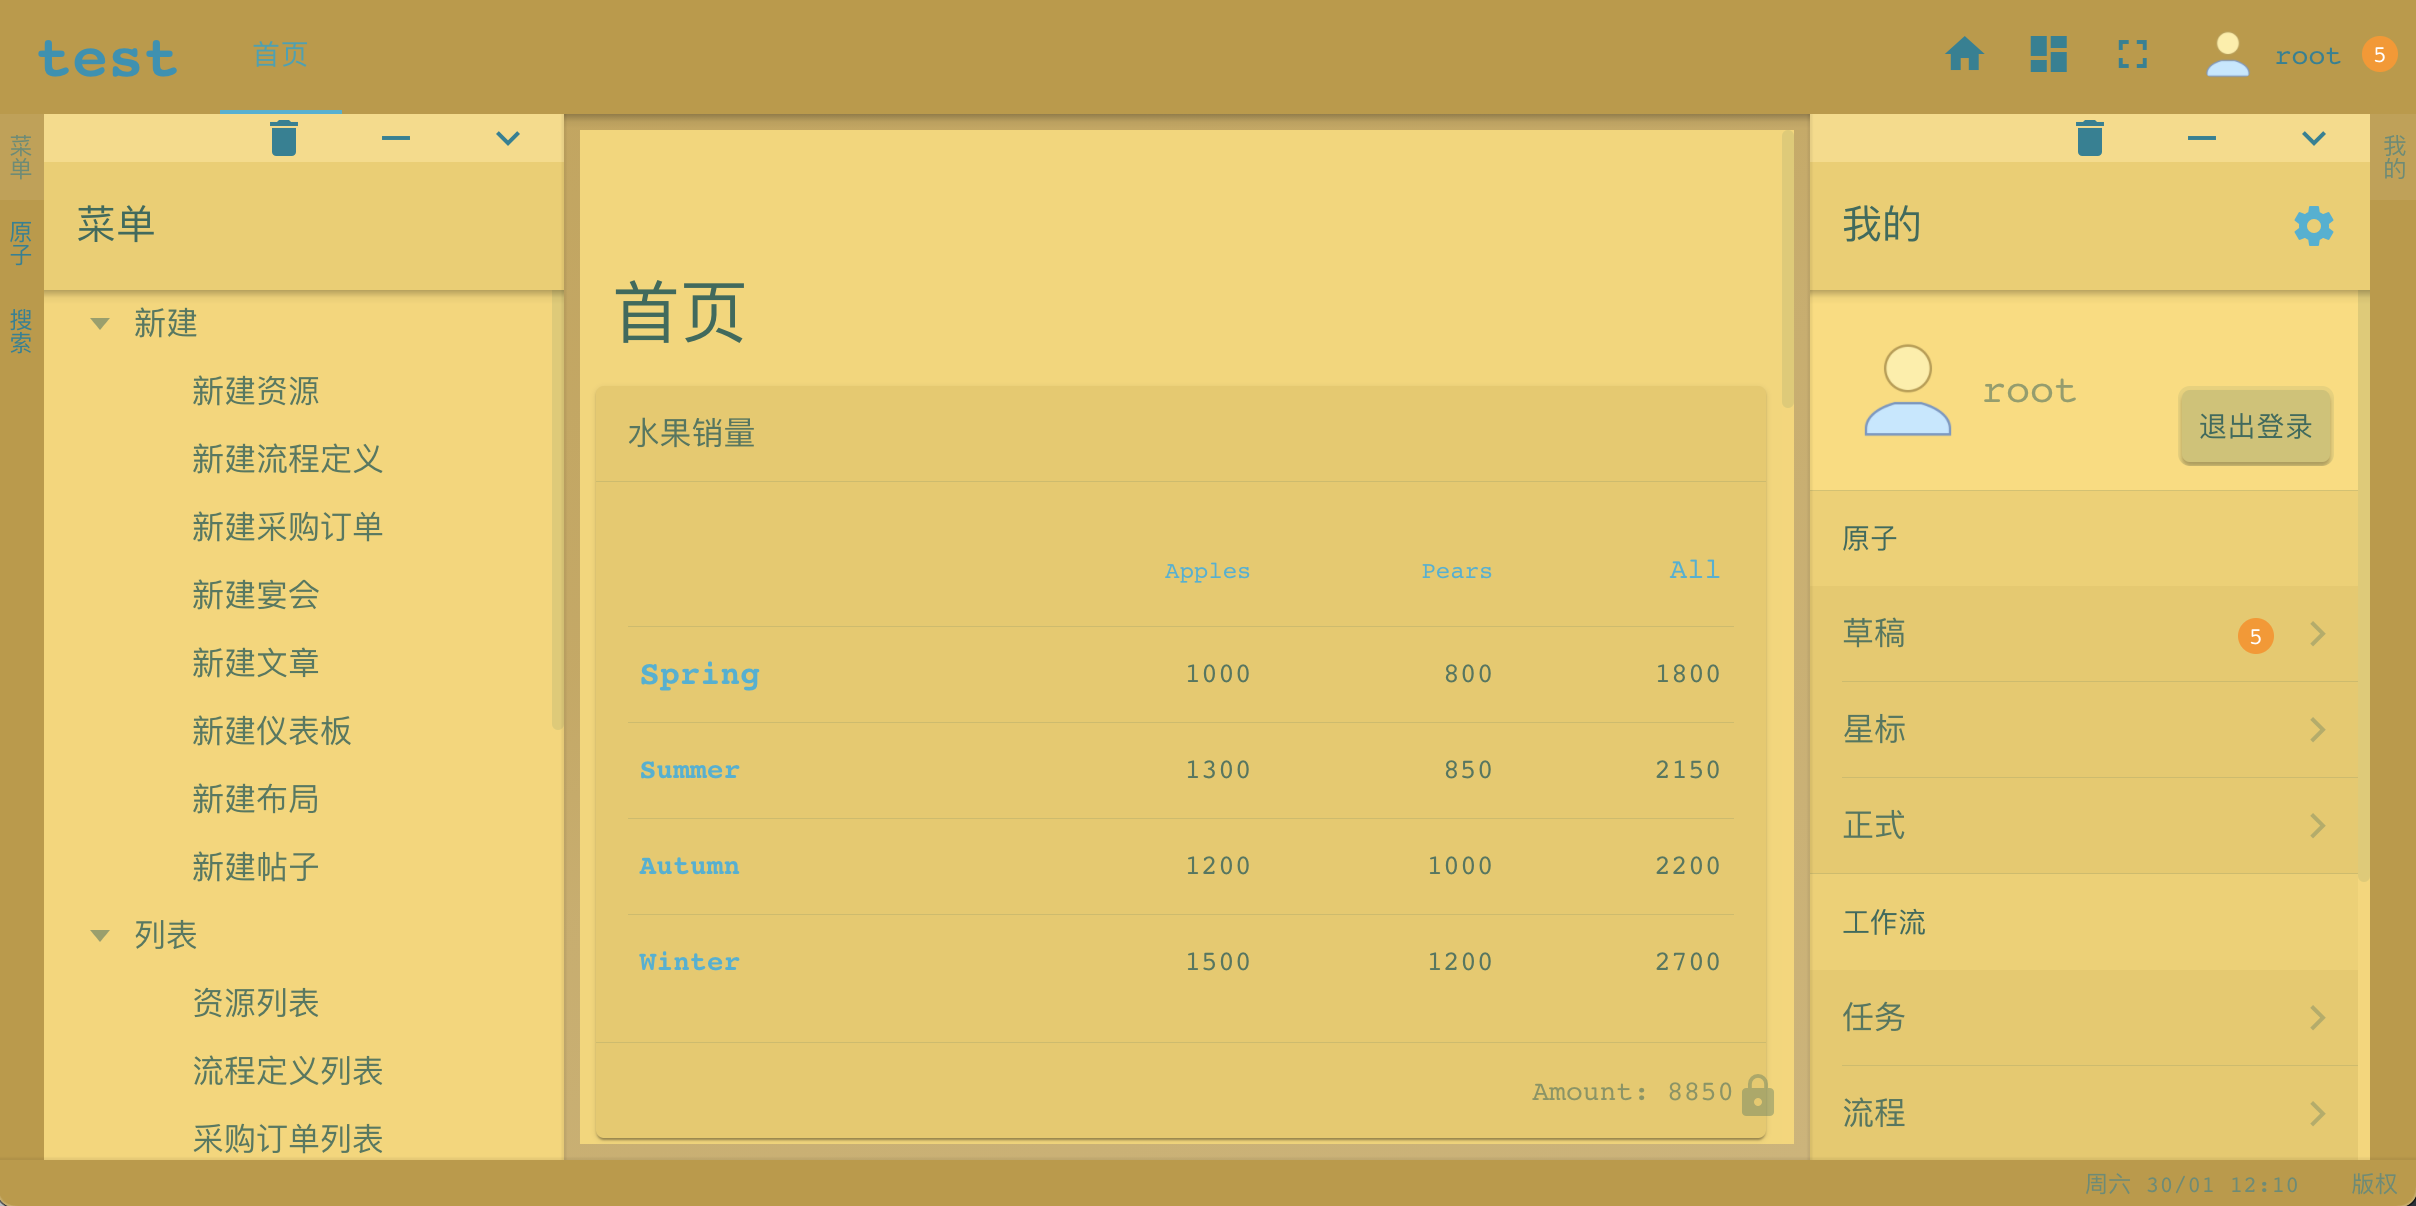 test 首页 root 5
菜单
原子
搜索
菜单
新建
新建资源
新建流程定义
新建采购订单
新建宴会
新建文章
新建仪表板
新建布局
新建帖子
列表
资源列表
流程定义列表
采购订单列表
首页
水果销量
Apples Pears All
Spring 1000 800 1800
Summer 1300 850 2150
Autumn 1200 1000 2200
Winter 1500 1200 2700
Amount: 8850
我的
root
退出登录
原子
草稿 5
星标
正式
工作流
任务
流程
我的
周六 30/01 12:10 版权